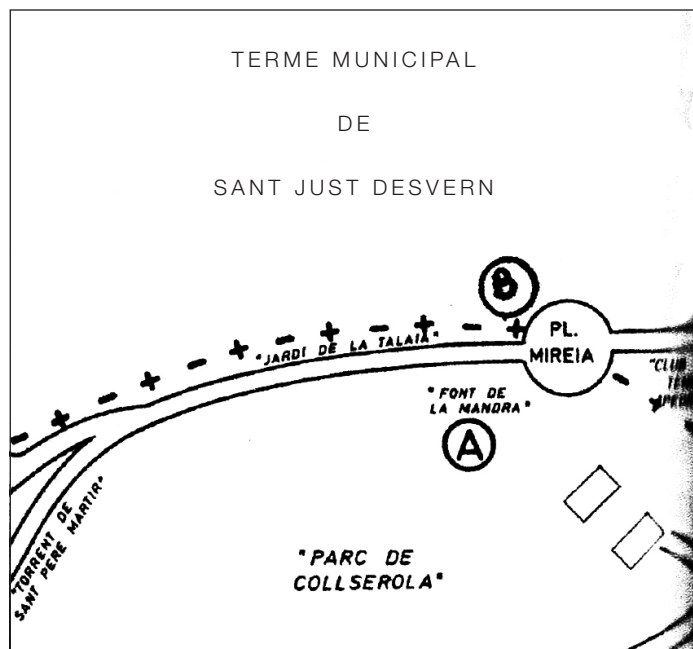 TERME MUNICIPAL
DE
SANT JUST DESVERN
B
PL.
MIREIA
"JARDI DE LA TALAIA"
"CLUB
"FONT DE
LA MANDRA"
A
"TORRENT DE
SANT PERE MARTIR"
"PARC DE
COLLSEROLA"